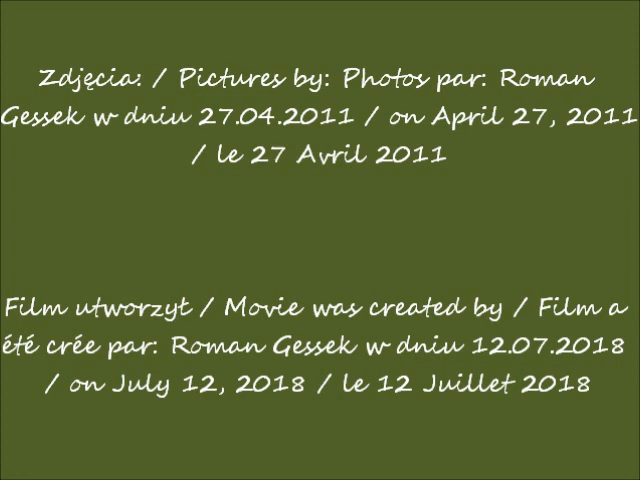 Zdjęcia: / Pictures by: Photos par: Roman
Gessek w dniu 27.04.2011 / on April 27, 2011
/ le 27 Avril 2011
Film utworzył / Movie was created by / Film a
été crée par: Roman Gessek w dniu 12.07.2018
/ on July 12, 2018 / le 12 Juillet 2018